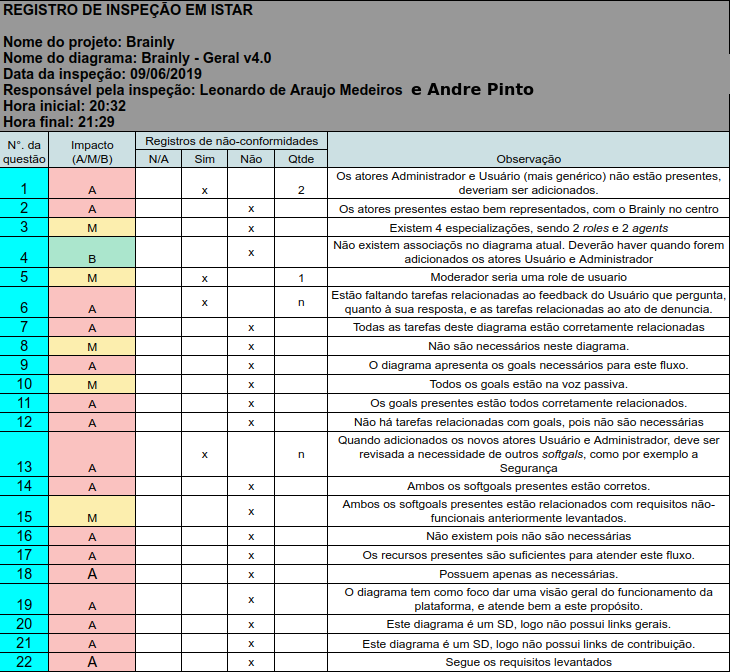 REGISTRO DE INSPEÇÃO EM ISTAR
Nome do projeto: Brainly
Nome do diagrama: Brainly - Geral v4.0
Data da inspeção: 09/06/2019
Responsável pela inspeção: Leonardo de Araujo Medeiros e Andre Pinto
Hora inicial: 20:32
Hora final: 21:29
N°. da questão Impacto (A/M/B) Registros de não-conformidades Observação
N/A Sim Não Qtde
1 A x 2 Os atores Administrador e Usuário (mais genérico) não estão presentes,
deveriam ser adicionados.
2 A x Os atores presentes estao bem representados, com o Brainly no centro
3 M x Existem 4 especializações, sendo 2 roles e 2 agents
4 B x Não existem associaçõs no diagrama atual. Deverão haver quando forem
adicionados os atores Usuário e Administrador
5 M x 1 Moderador seria uma role de usuario
6 A x n Estão faltando tarefas relacionadas ao feedback do Usuário que pergunta,
quanto à sua resposta, e as tarefas relacionadas ao ato de denuncia.
7 A x Todas as tarefas deste diagrama estão corretamente relacionadas
8 M x Não são necessários neste diagrama.
9 A x O diagrama apresenta os goals necessários para este fluxo.
10 M x Todos os goals estão na voz passiva.
11 A x Os goals presentes estão todos corretamente relacionados.
12 A x Não há tarefas relacionadas com goals, pois não são necessárias
13 A x n Quando adicionados os novos atores Usuário e Administrador, deve ser
revisada a necessidade de outros softgals, como por exemplo a
Segurança
14 A x Ambos os softgoals presentes estão corretos.
15 M x Ambos os softgoals presentes estão relacionados com requisitos não-
funcionais anteriormente levantados.
16 A x Não existem pois não são necessárias
17 A x Os recursos presentes são suficientes para atender este fluxo.
18 A x Possuem apenas as necessárias.
19 A x O diagrama tem como foco dar uma visão geral do funcionamento da
plataforma, e atende bem a este propósito.
20 A x Este diagrama é um SD, logo não possui links gerais.
21 A x Este diagrama é um SD, logo não possui links de contribuição.
22 A x Segue os requisitos levantados